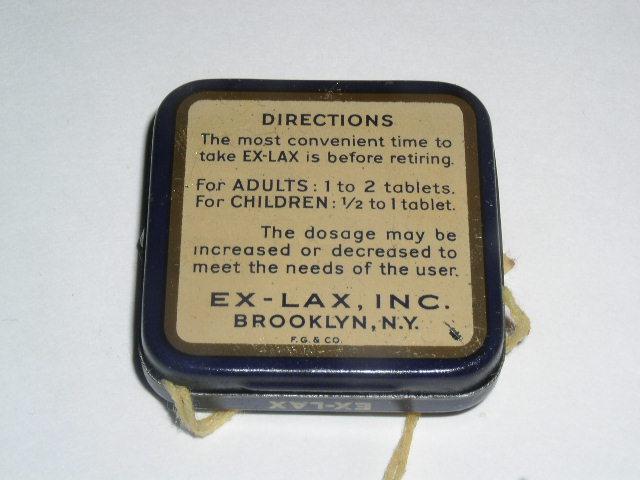 DIRECTIONS
The most convenient time to
take EX-LAX is before retiring.
For ADULTS: 1 to 2 tablets.
For CHILDREN: 1/2 to 1 tablet.
The dosage may be
increased or decreased to
meet the needs of the user.
EX-LAX, INC.
BROOKLYN, N.Y.
F.G. & CO.
EX-LAX